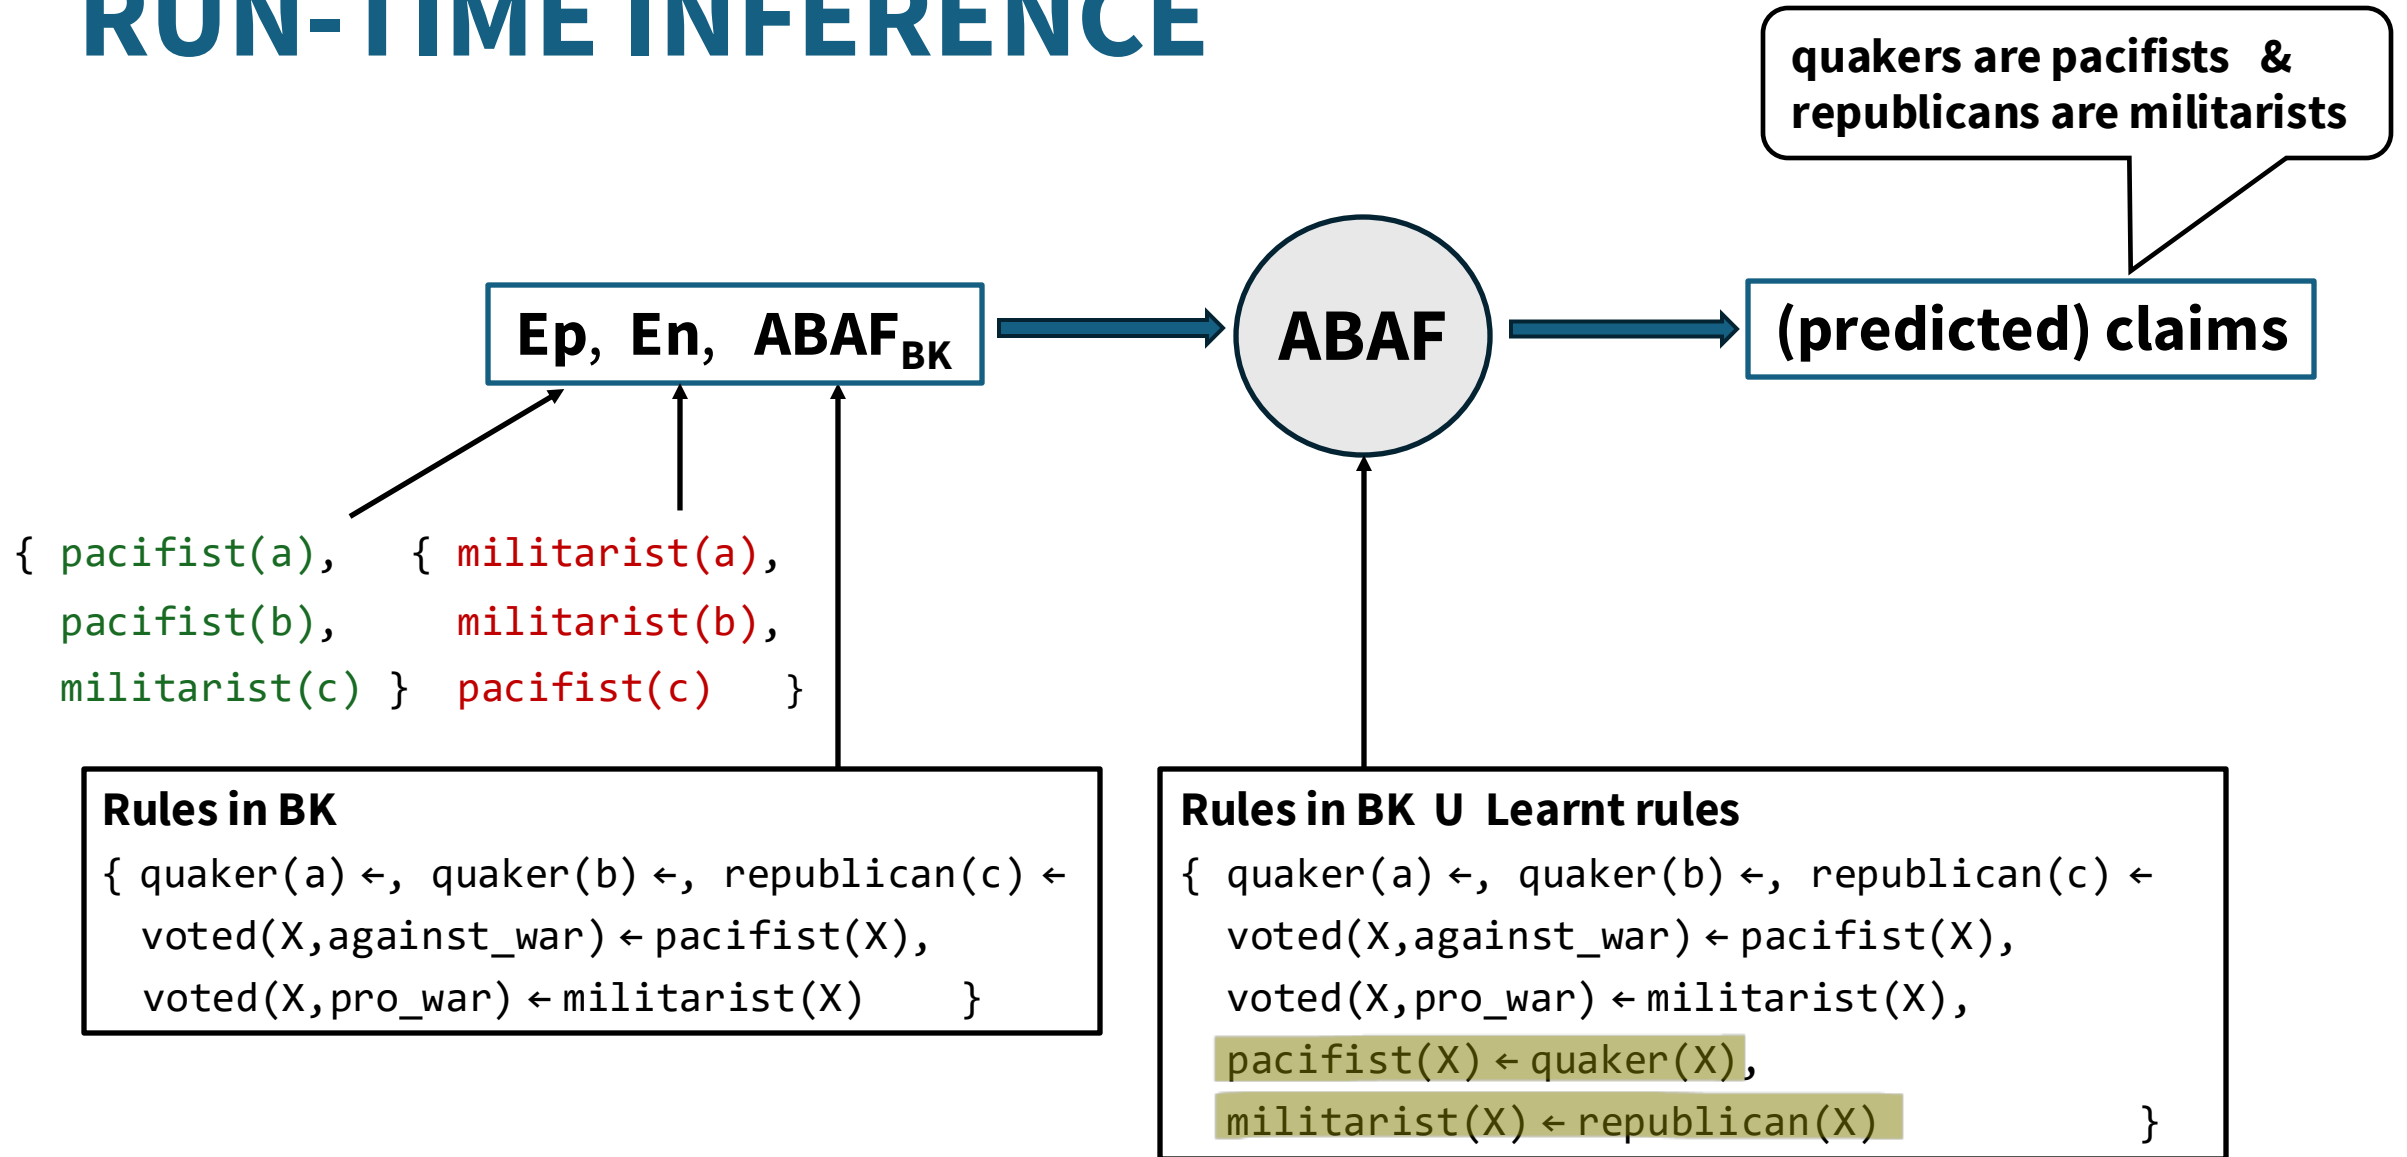 RUN-TIME INFERENCE
quakers are pacifists &
republicans are militarists
Ep, En, ABAF_BK
ABAF
(predicted) claims
{ pacifist(a), { militarist(a),
pacifist(b), militarist(b),
militarist(c) } pacifist(c) }
Rules in BK
{ quaker(a) ←, quaker(b) ←, republican(c) ←
voted(X,against_war) ← pacifist(X),
voted(X,pro_war) ← militarist(X) }
Rules in BK U Learnt rules
{ quaker(a) ←, quaker(b) ←, republican(c) ←
voted(X,against_war) ← pacifist(X),
voted(X,pro_war) ← militarist(X),
pacifist(X) ← quaker(X),
militarist(X) ← republican(X) }